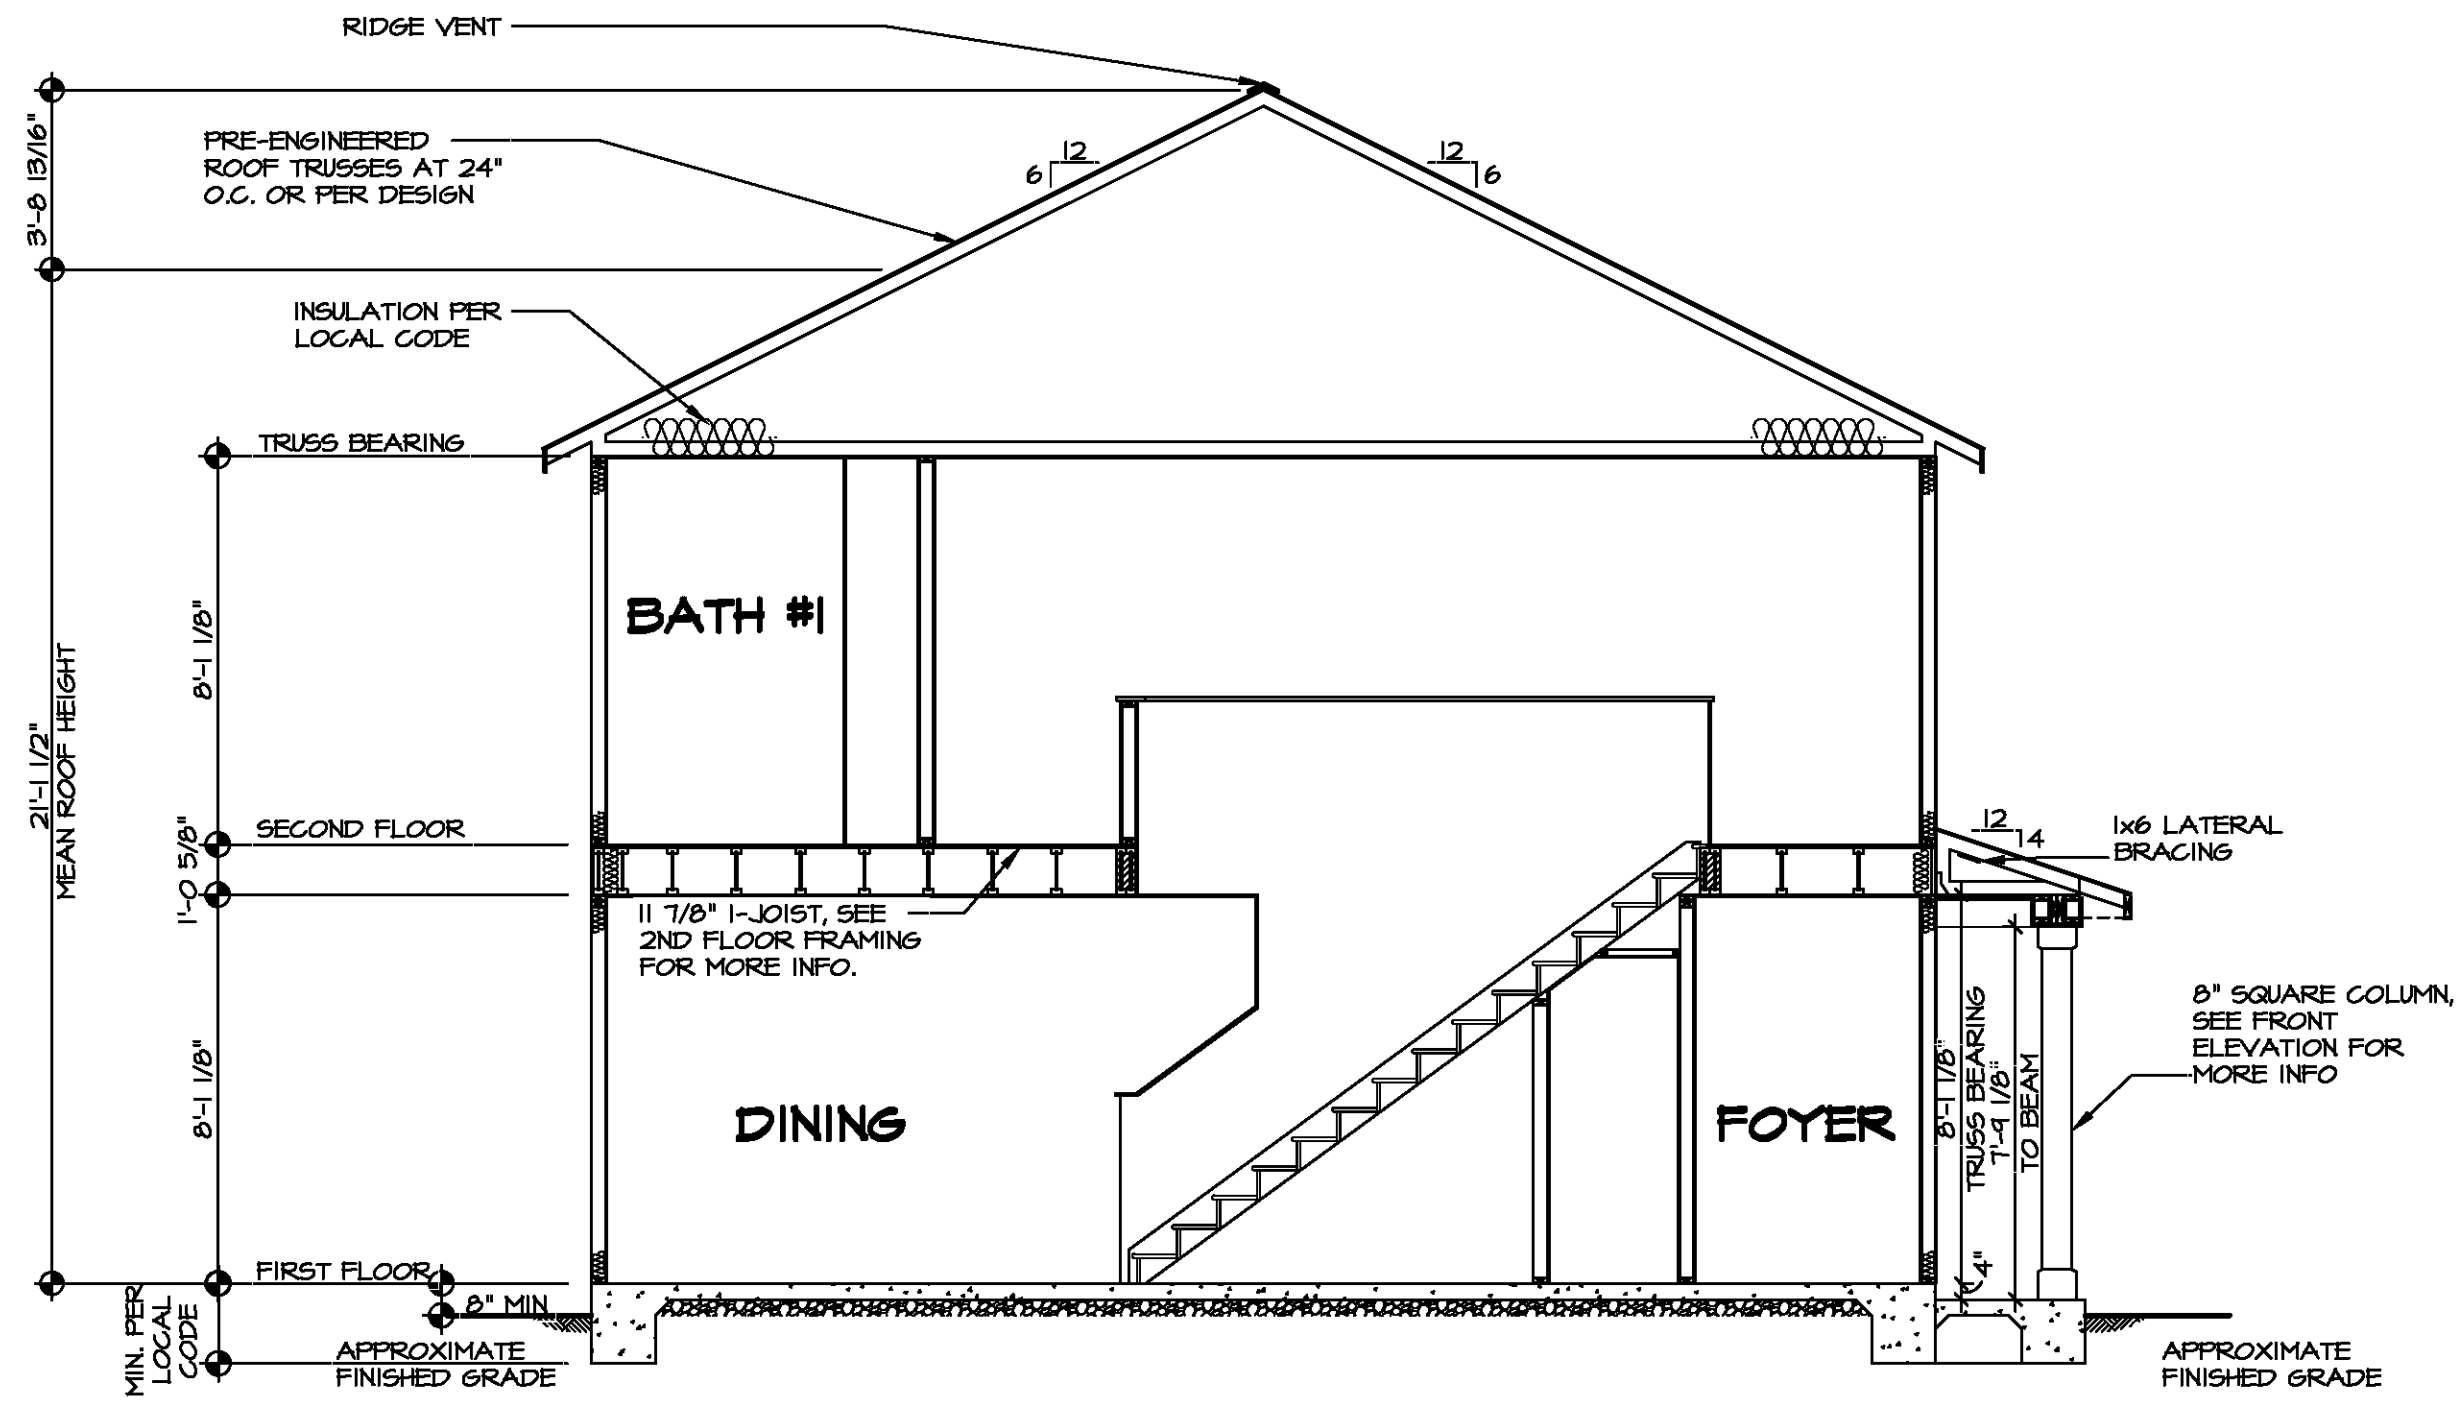 RIDGE VENT
3'-8 13/16"
PRE-ENGINEERED
ROOF TRUSSES AT 24"
O.C. OR PER DESIGN
12
6
12
6
INSULATION PER
LOCAL CODE
TRUSS BEARING
8'-1 1/8"
BATH #1
21'-1 1/2"
MEAN ROOF HEIGHT
SECOND FLOOR
1'-0 5/8"
12
4
1x6 LATERAL
BRACING
11 7/8" I-JOIST, SEE
2ND FLOOR FRAMING
FOR MORE INFO.
8'-1 1/8"
DINING
FOYER
8'-1 1/8"
TRUSS BEARING
7'-9 1/8"
TO BEAM
8" SQUARE COLUMN,
SEE FRONT
ELEVATION FOR
MORE INFO
FIRST FLOOR
4"
8" MIN
MIN. PER
LOCAL
CODE
APPROXIMATE
FINISHED GRADE
APPROXIMATE
FINISHED GRADE